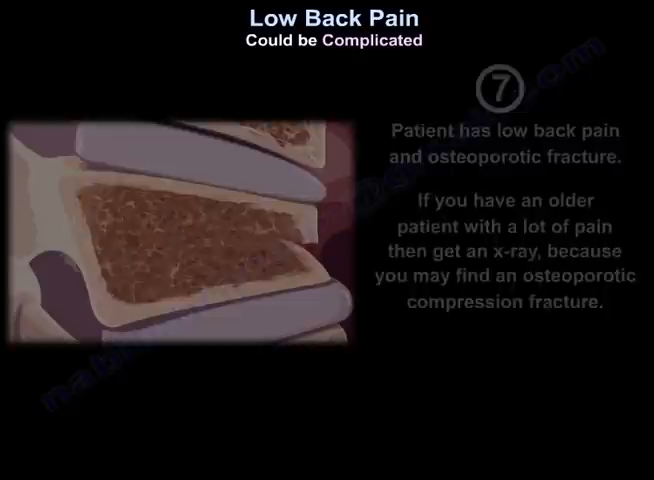 Low Back Pain
Could be Complicated
7
Patient has low back pain
and osteoporotic fracture.
If you have an older
patient with a lot of pain
then get an x-ray, because
you may find an osteoporotic
compression fracture.